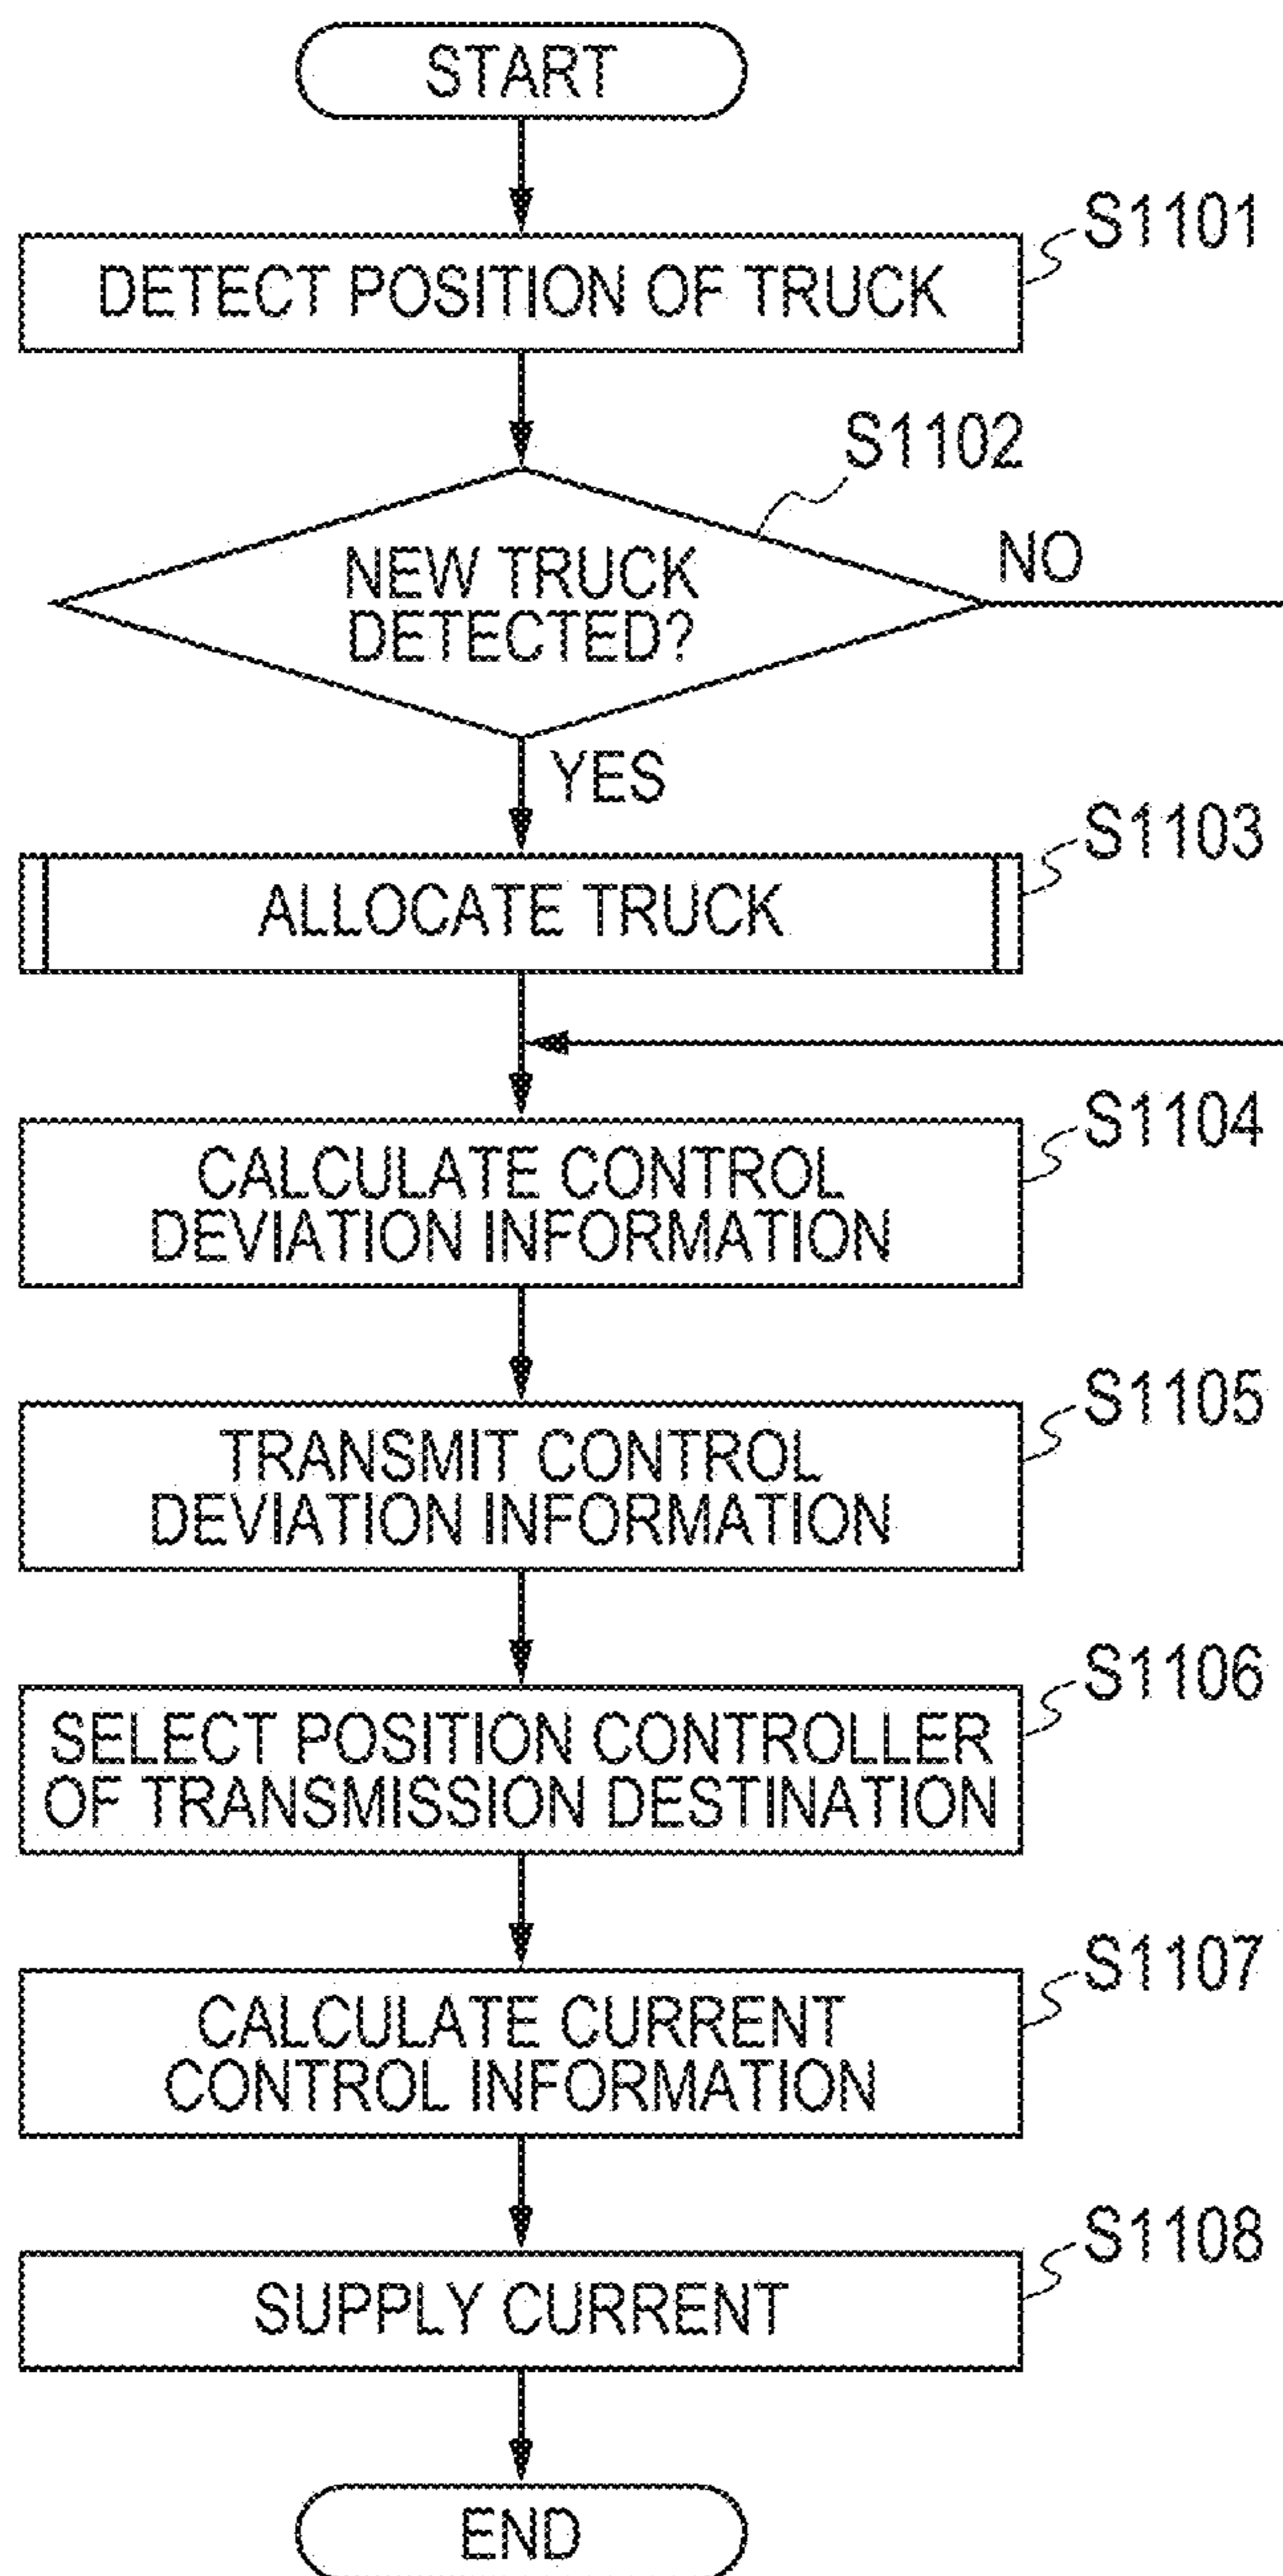 START
S1101
DETECT POSITION OF TRUCK
S1102
NEW TRUCK
DETECTED?
NO
YES
S1103
ALLOCATE TRUCK
S1104
CALCULATE CONTROL
DEVIATION INFORMATION
S1105
TRANSMIT CONTROL
DEVIATION INFORMATION
S1106
SELECT POSITION CONTROLLER
OF TRANSMISSION DESTINATION
S1107
CALCULATE CURRENT
CONTROL INFORMATION
S1108
SUPPLY CURRENT
END